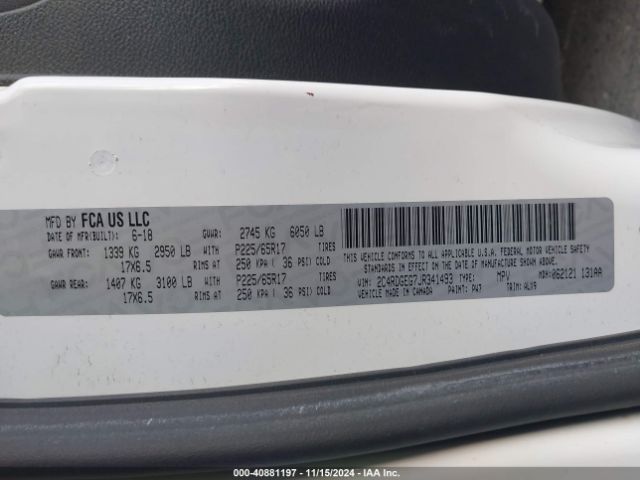 MFD BY FCA US LLC
DATE OF MFR(BUILT): 6-18 GVWR: 2745 KG 6050 LB
GAWR FRONT: 1339 KG 2950 LB WITH P225/65R17 TIRES
17X6.5 RIMS AT 250 KPA ( 36 PSI) COLD
GAWR REAR: 1407 KG 3100 LB WITH P225/65R17 TIRES
17X6.5 RIMS AT 250 KPA ( 36 PSI) COLD
THIS VEHICLE CONFORMS TO ALL APPLICABLE U.S.A. FEDERAL MOTOR VEHICLE SAFETY
STANDARDS IN EFFECT ON THE DATE OF MANUFACTURE SHOWN ABOVE.
VIN: 2C4RDGEG7JR341493 TYPE: MPV MDH: 062121 131AA
VEHICLE MADE IN CANADA PAINT: PW7 TRIM: ALX9
000-40881197 - 11/15/2024 - IAA Inc.